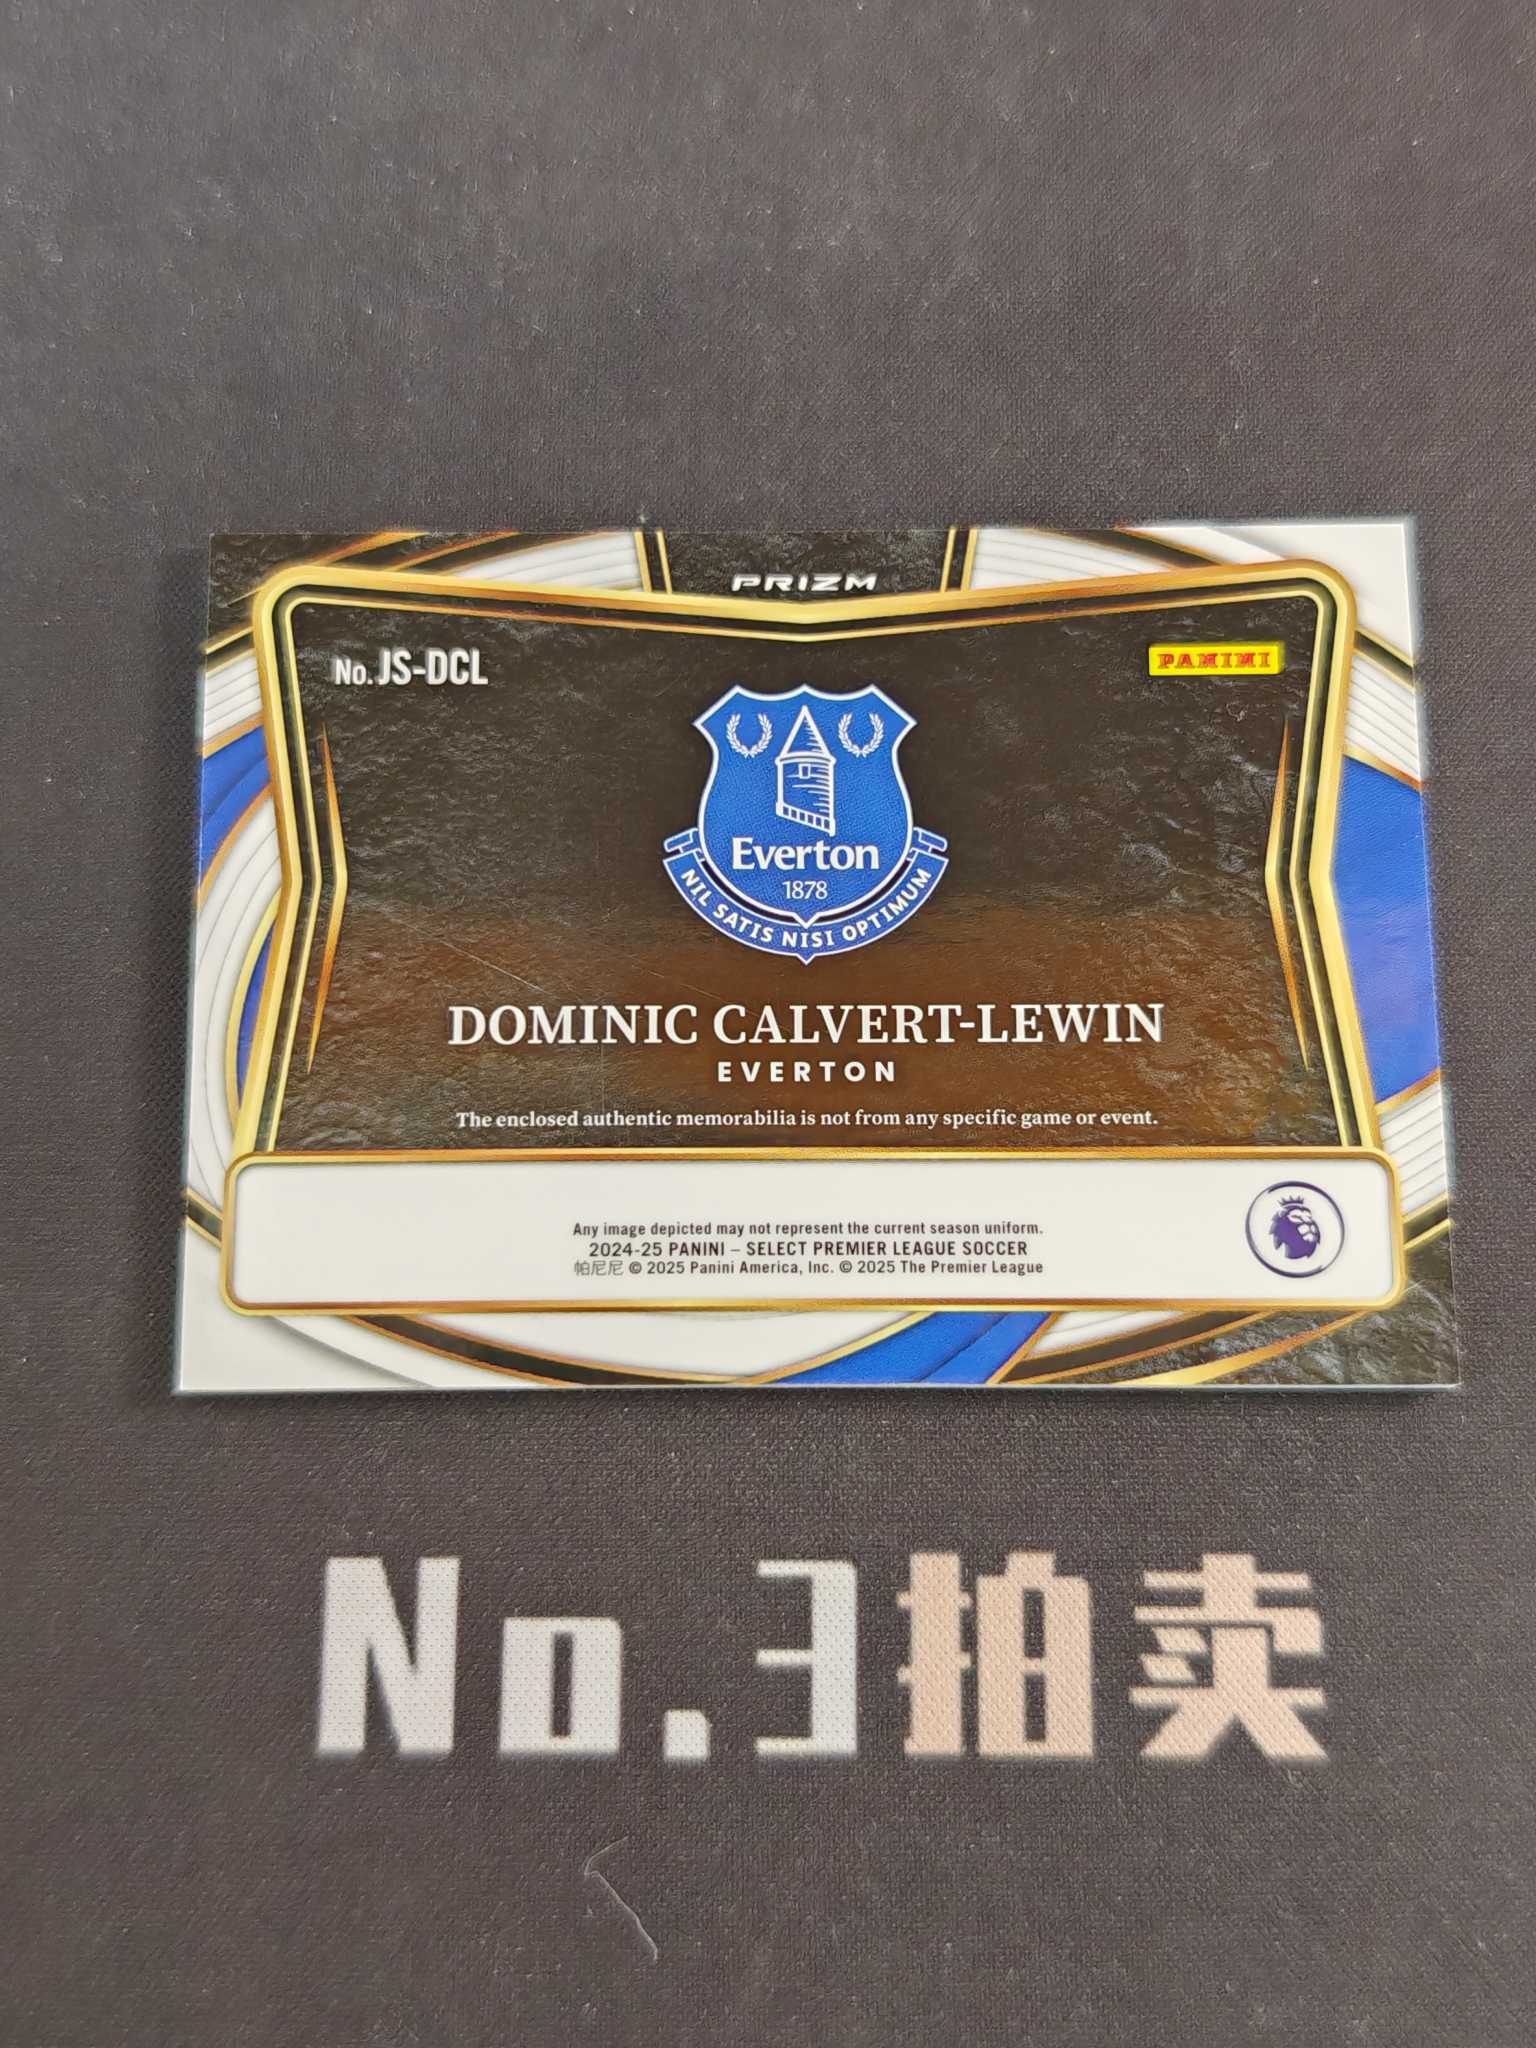 PRIZM
No. JS-DCL
PANINI
Everton
1878
NIL SATIS NISI OPTIMUM
DOMINIC CALVERT-LEWIN
EVERTON
The enclosed authentic memorabilia is not from any specific game or event.
Any image depicted may not represent the current season uniform.
2024-25 PANINI – SELECT PREMIER LEAGUE SOCCER
帕尼尼 © 2025 Panini America, Inc. © 2025 The Premier League
No.3拍卖